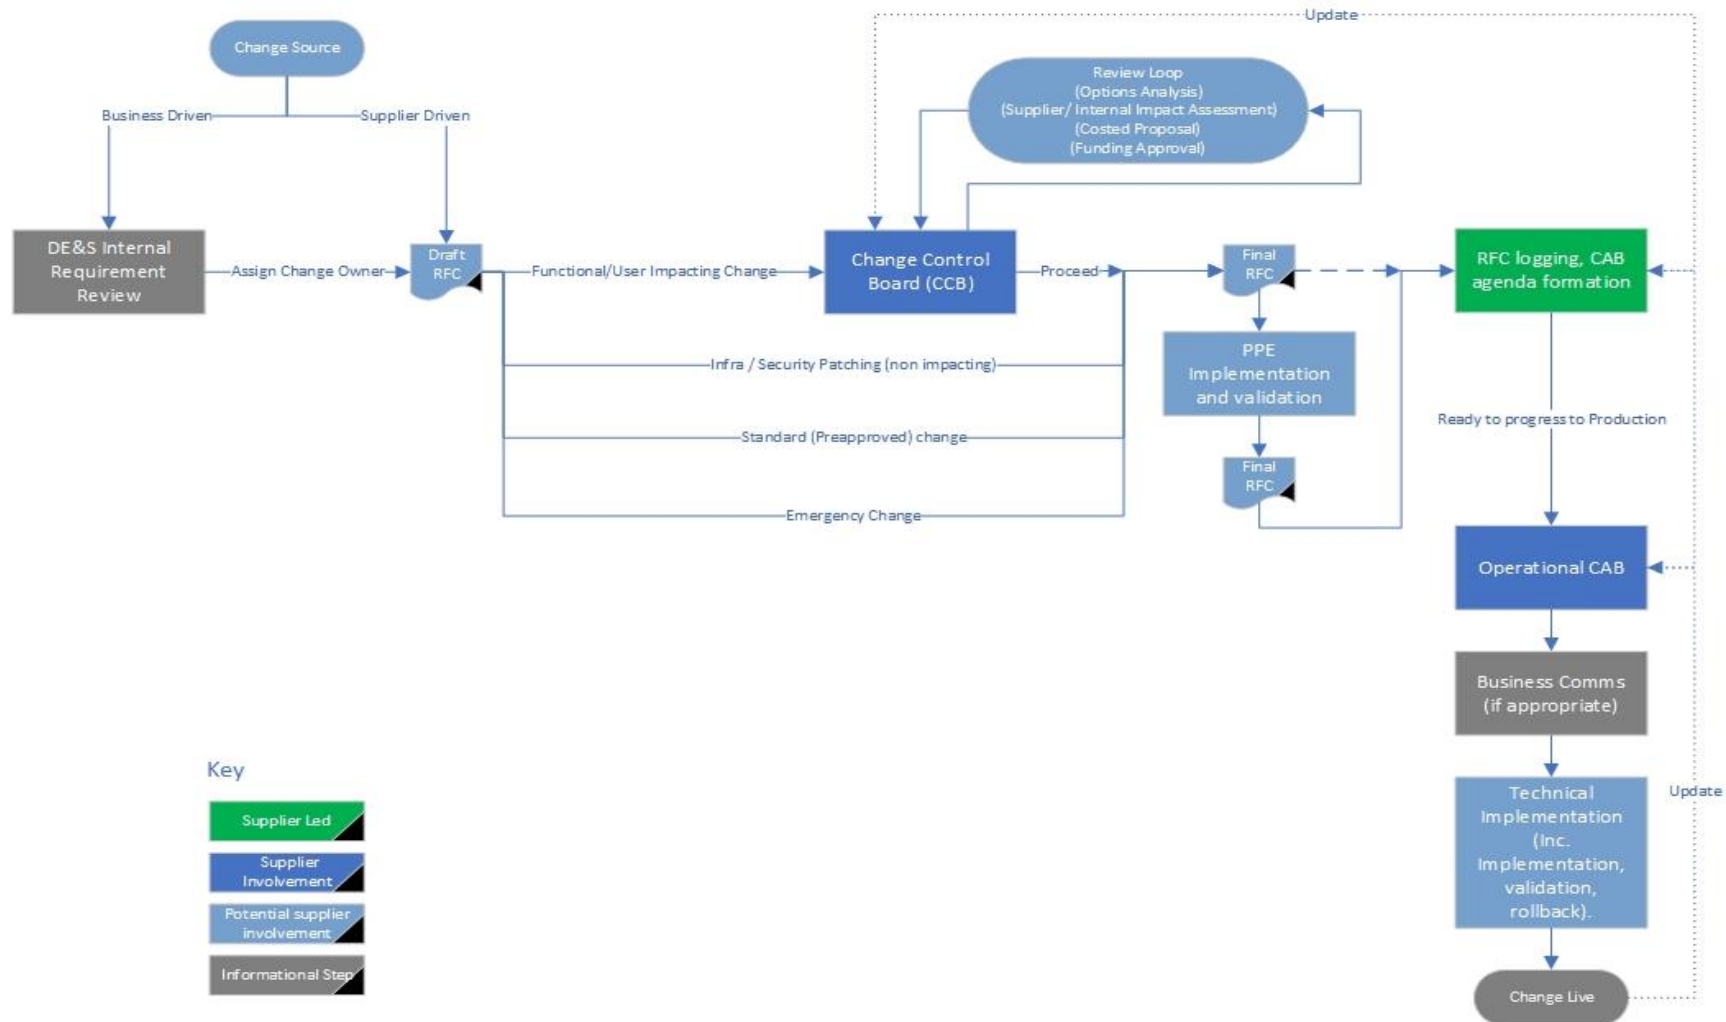 Update
Change Source
Review Loop
(Options Analysis)
(Supplier/ Internal Impact Assessment)
(Costed Proposal)
(Funding Approval)
Business Driven
Supplier Driven
DE&S Internal
Requirement
Review
Assign Change Owner
Draft
RFC
Functional/User Impacting Change
Change Control
Board (CCB)
Proceed
Final
RFC
RFC logging, CAB
agenda formation
Infra / Security Patching (non impacting)
PPE
Implementation
and validation
Standard (Preapproved) change
Ready to progress to Production
Final
RFC
Emergency Change
Operational CAB
Business Comms
(if appropriate)
Key
Supplier Led
Supplier
Involvement
Potential supplier
involvement
Informational Step
Technical
Implementation
(Inc.
Implementation,
validation,
rollback).
Update
Change Live